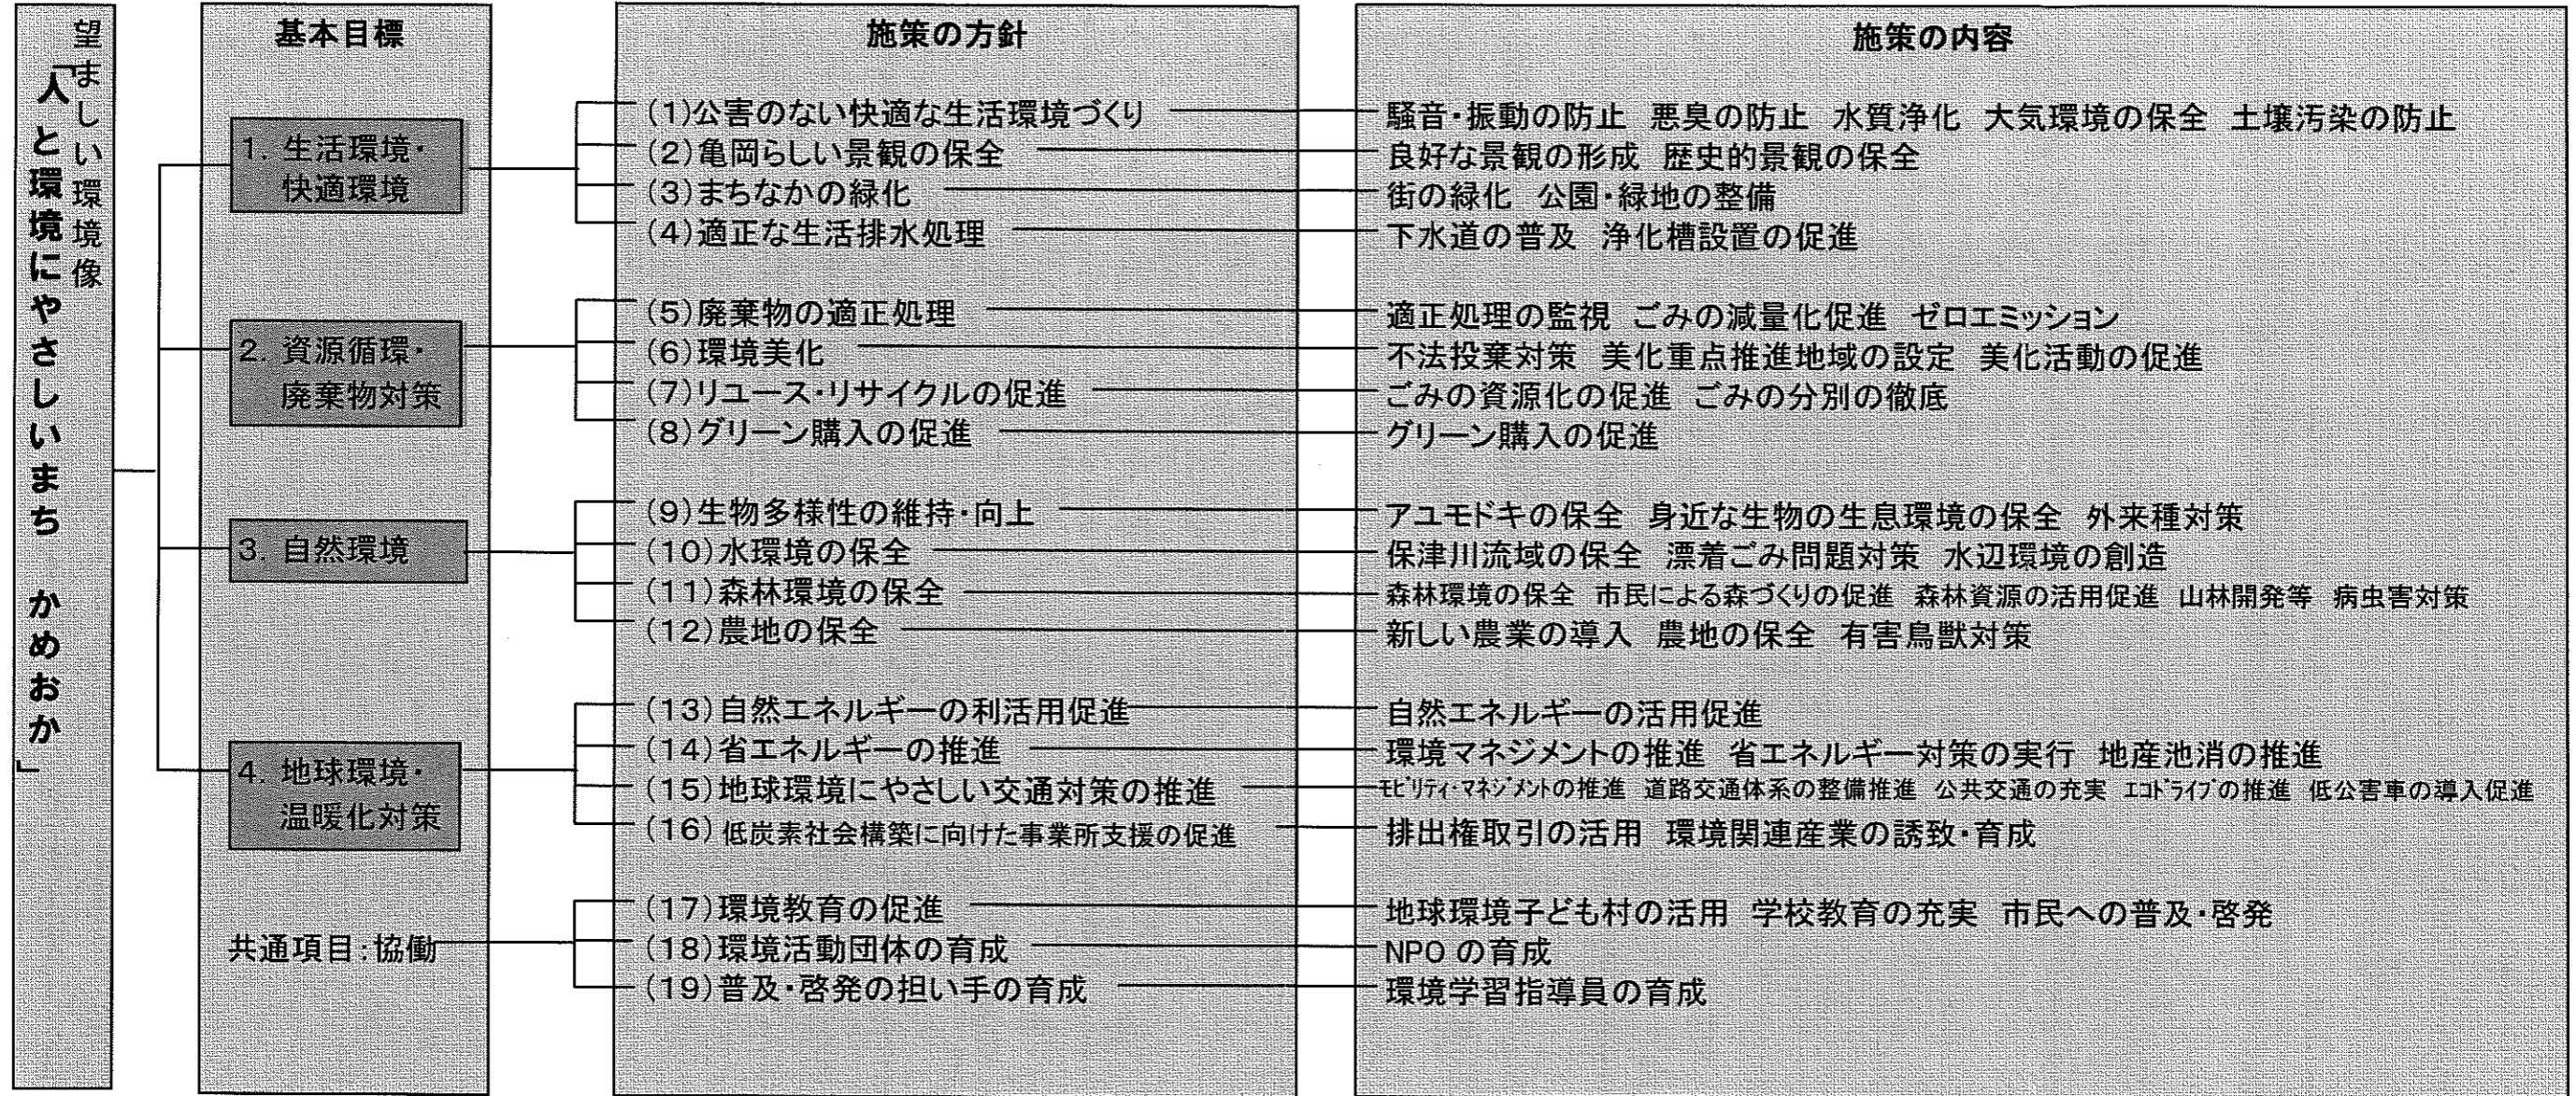 望ましい環境像
「人と環境にやさしいまち かめおか」
基本目標
1. 生活環境・
快適環境
2. 資源循環・
廃棄物対策
3. 自然環境
4. 地球環境・
温暖化対策
共通項目:協働
施策の方針
(1)公害のない快適な生活環境づくり
(2)亀岡らしい景観の保全
(3)まちなかの緑化
(4)適正な生活排水処理
(5)廃棄物の適正処理
(6)環境美化
(7)リユース・リサイクルの促進
(8)グリーン購入の促進
(9)生物多様性の維持・向上
(10)水環境の保全
(11)森林環境の保全
(12)農地の保全
(13)自然エネルギーの利活用促進
(14)省エネルギーの推進
(15)地球環境にやさしい交通対策の推進
(16)低炭素社会構築に向けた事業所支援の促進
(17)環境教育の促進
(18)環境活動団体の育成
(19)普及・啓発の担い手の育成
施策の内容
騒音・振動の防止 悪臭の防止 水質浄化 大気環境の保全 土壌汚染の防止
良好な景観の形成 歴史的景観の保全
街の緑化 公園・緑地の整備
下水道の普及 浄化槽設置の促進
適正処理の監視 ごみの減量化促進 ゼロエミッション
不法投棄対策 美化重点推進地域の設定 美化活動の促進
ごみの資源化の促進 ごみの分別の徹底
グリーン購入の促進
アユモドキの保全 身近な生物の生息環境の保全 外来種対策
保津川流域の保全 漂着ごみ問題対策 水辺環境の創造
森林環境の保全 市民による森づくりの促進 森林資源の活用促進 山林開発等 病虫害対策
新しい農業の導入 農地の保全 有害鳥獣対策
自然エネルギーの活用促進
環境マネジメントの推進 省エネルギー対策の実行 地産池消の推進
ﾓﾋﾞﾘﾃｨ・ﾏﾈｼﾞﾒﾝﾄの推進 道路交通体系の整備推進 公共交通の充実 ｴｺﾄﾞﾗｲﾌﾞの推進 低公害車の導入促進
排出権取引の活用 環境関連産業の誘致・育成
地球環境子ども村の活用 学校教育の充実 市民への普及・啓発
NPO の育成
環境学習指導員の育成